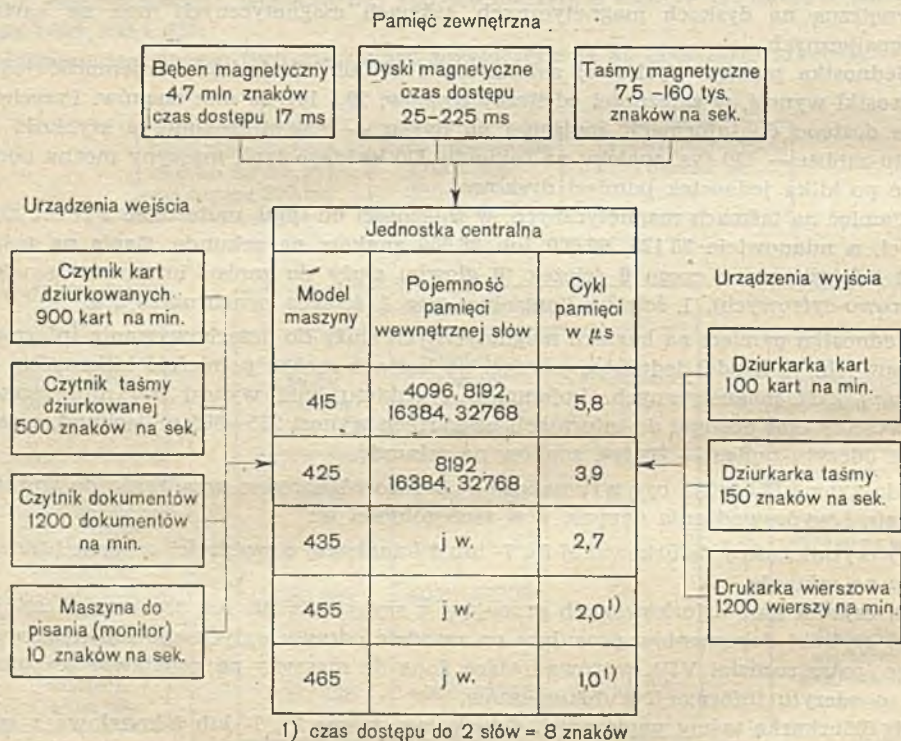 Pamięć zewnętrzna
Bęben magnetyczny
4,7 mln. znaków
czas dostępu 17 ms
Dyski magnetyczne
czas dostępu
25-225 ms
Taśmy magnetyczne
7,5 –160 tys.
znaków na sek.
Urządzenia wejścia
Czytnik kart
dziurkowanych
900 kart na min.
Czytnik taśmy
dziurkowanej
500 znaków na sek.
Czytnik dokumentów
1200 dokumentów
na min.
Maszyna do
pisania (monitor)
10 znaków na sek.
Jednostka centralna
Model
maszyny
Pojemność
pamięci
wewnętrznej słów
Cykl
pamięci
w µs
415
4096, 8192
16384, 32768
5,8
425
8192
16384, 32768
3,9
435
j w.
2,7
455
j w.
2,0¹⁾
465
j w.
1,0¹⁾
Urządzenia wyjścia
Dziurkarka kart
100 kart na min.
Dziurkarka taśmy
150 znaków na sek.
Drukarka wierszowa
1200 wierszy na min.
1) czas dostępu do 2 słów = 8 znaków